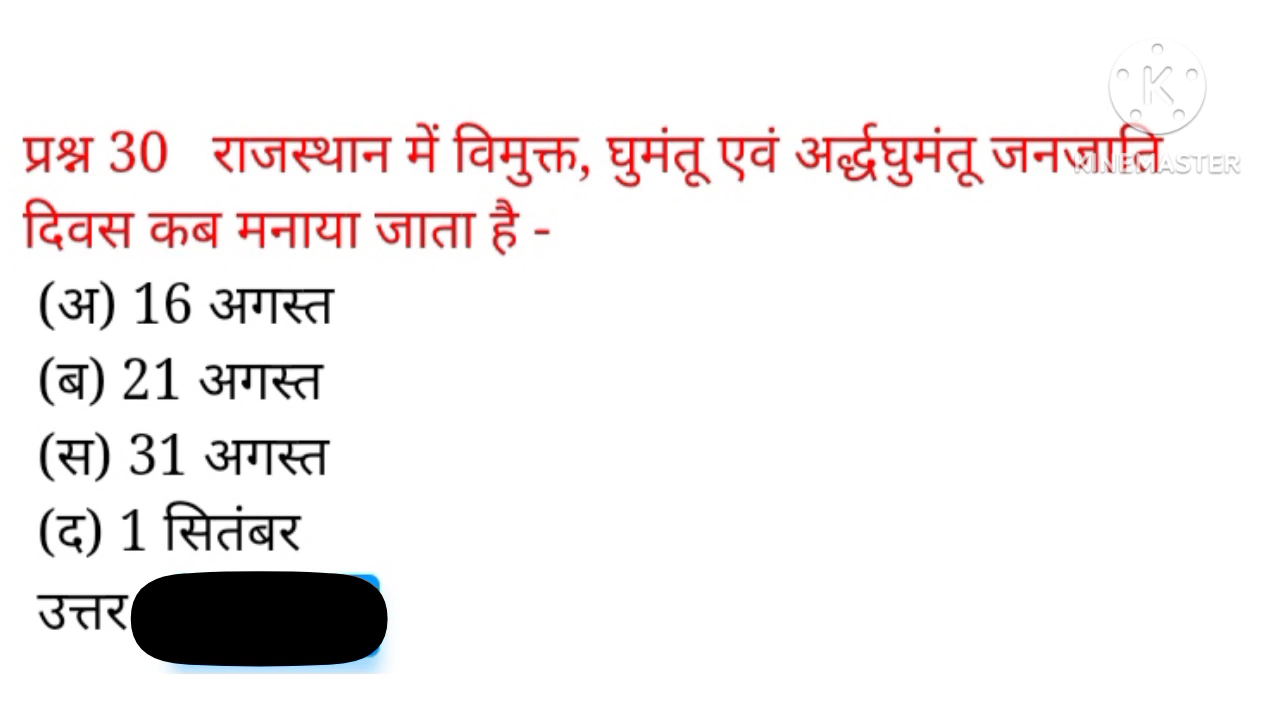 प्रश्न 30 राजस्थान में विमुक्त, घुमंतू एवं अर्द्धघुमंतू जनजाति
दिवस कब मनाया जाता है -
(अ) 16 अगस्त
(ब) 21 अगस्त
(स) 31 अगस्त
(द) 1 सितंबर
उत्तर
K
KINEMASTER